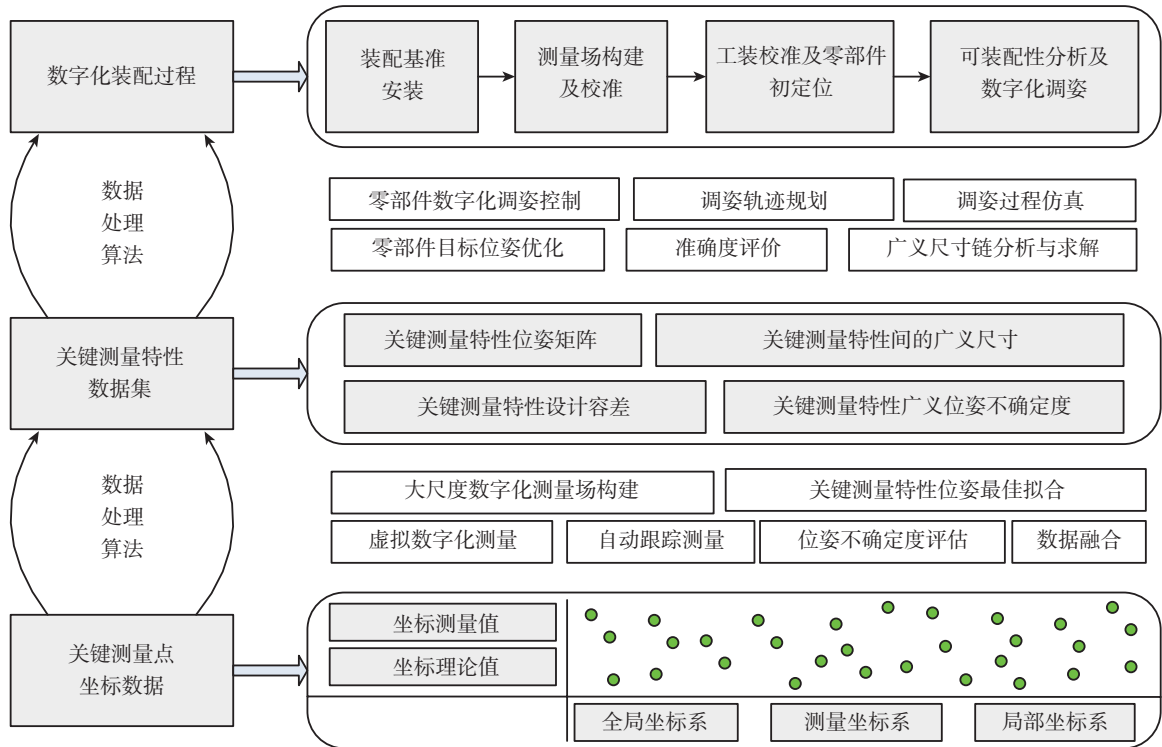 数字化装配过程
装配基准
安装
测量场构建
及校准
工装校准及零部件
初定位
可装配性分析及
数字化调姿
数据
处理
算法
零部件数字化调姿控制
调姿轨迹规划
调姿过程仿真
零部件目标位姿优化
准确度评价
广义尺寸链分析与求解
关键测量特性
数据集
关键测量特性位姿矩阵
关键测量特性间的广义尺寸
关键测量特性设计容差
关键测量特性广义位姿不确定度
数据
处理
算法
大尺度数字化测量场构建
关键测量特性位姿最佳拟合
虚拟数字化测量
自动跟踪测量
位姿不确定度评估
数据融合
关键测量点
坐标数据
坐标测量值
坐标理论值
全局坐标系
测量坐标系
局部坐标系